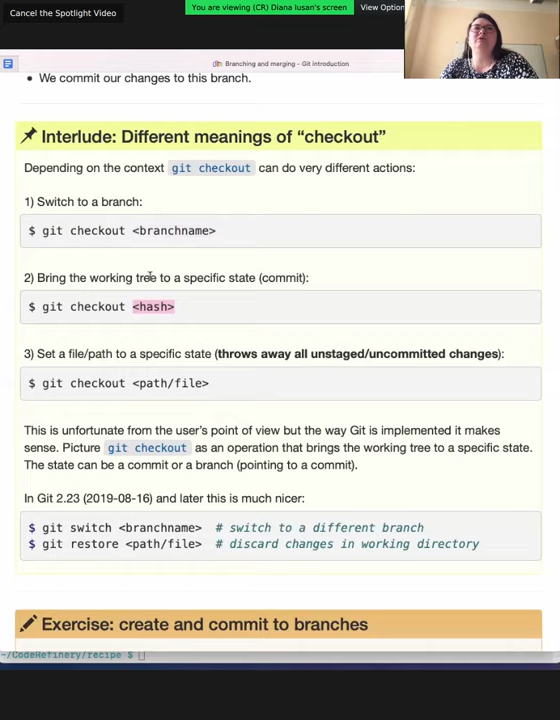 Cancel the Spotlight Video
You are viewing (CR) Diana Iusan's screen
View Option
Branching and merging - Git introduction
• We commit our changes to this branch.
Interlude: Different meanings of “checkout”
Depending on the context git checkout can do very different actions:
1) Switch to a branch:
$ git checkout <branchname>
2) Bring the working tree to a specific state (commit):
$ git checkout <hash>
3) Set a file/path to a specific state (throws away all unstaged/uncommitted changes):
$ git checkout <path/file>
This is unfortunate from the user’s point of view but the way Git is implemented it makes
sense. Picture git checkout as an operation that brings the working tree to a specific state.
The state can be a commit or a branch (pointing to a commit).
In Git 2.23 (2019-08-16) and later this is much nicer:
$ git switch <branchname>  # switch to a different branch
$ git restore <path/file>  # discard changes in working directory
Exercise: create and commit to branches
~/CodeRefinery/recipe $